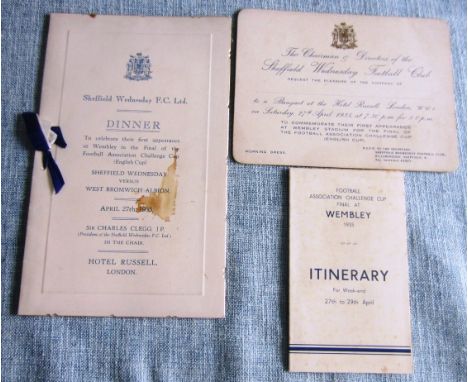 Sheffield Wednesday F.C. Ltd.
DINNER
To celebrate their first appearance
at Wembley in the Final of the
Football Association Challenge Cup
(English Cup)
SHEFFIELD WEDNESDAY
VERSUS
WEST BROMWICH ALBION.
APRIL 27th, 1935.
SIR CHARLES CLEGG, J.P.
(President of the Sheffield Wednesday F.C. Ltd.)
IN THE CHAIR.
HOTEL RUSSELL,
LONDON.
The Chairman & Directors of the
Sheffield Wednesday Football Club
REQUEST THE PLEASURE OF THE COMPANY OF
to a Banquet at the Hotel Russell, London, W.C.1
on Saturday, 27th April 1935, at 7.30 p.m. for 8 p.m.
TO COMMEMORATE THEIR FIRST APPEARANCE
AT WEMBLEY STADIUM FOR THE FINAL OF
THE FOOTBALL ASSOCIATION CHALLENGE CUP
(ENGLISH CUP).
MORNING DRESS.
FOOTBALL
ASSOCIATION CHALLENGE CUP
FINAL AT
WEMBLEY
1935
ITINERARY
For Week-end
27th to 29th April